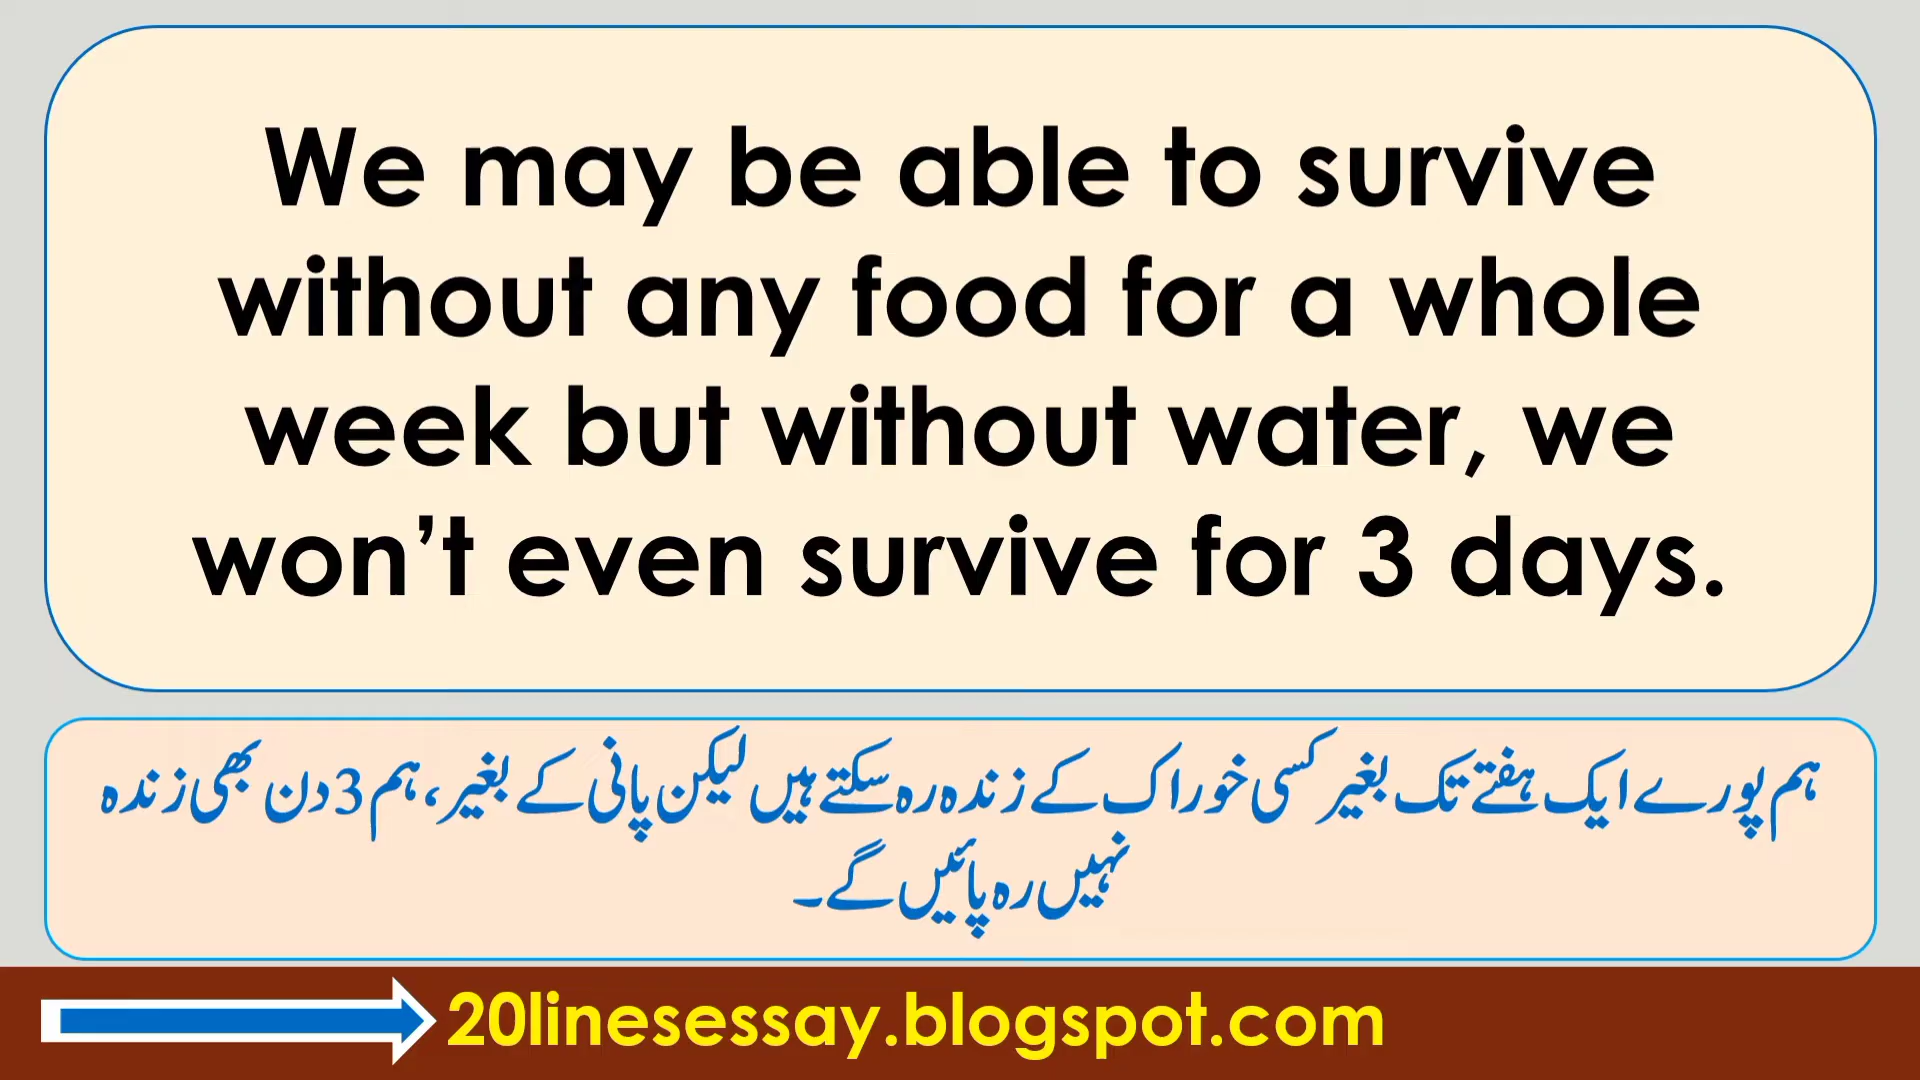 We may be able to survive
without any food for a whole
week but without water, we
won’t even survive for 3 days.
ہم پورے ایک ہفتے تک بغیر کسی خوراک کے زندہ رہ سکتے ہیں لیکن پانی کے بغیر، ہم 3 دن بھی زندہ
نہیں رہ پائیں گے۔
20linesessay.blogspot.com